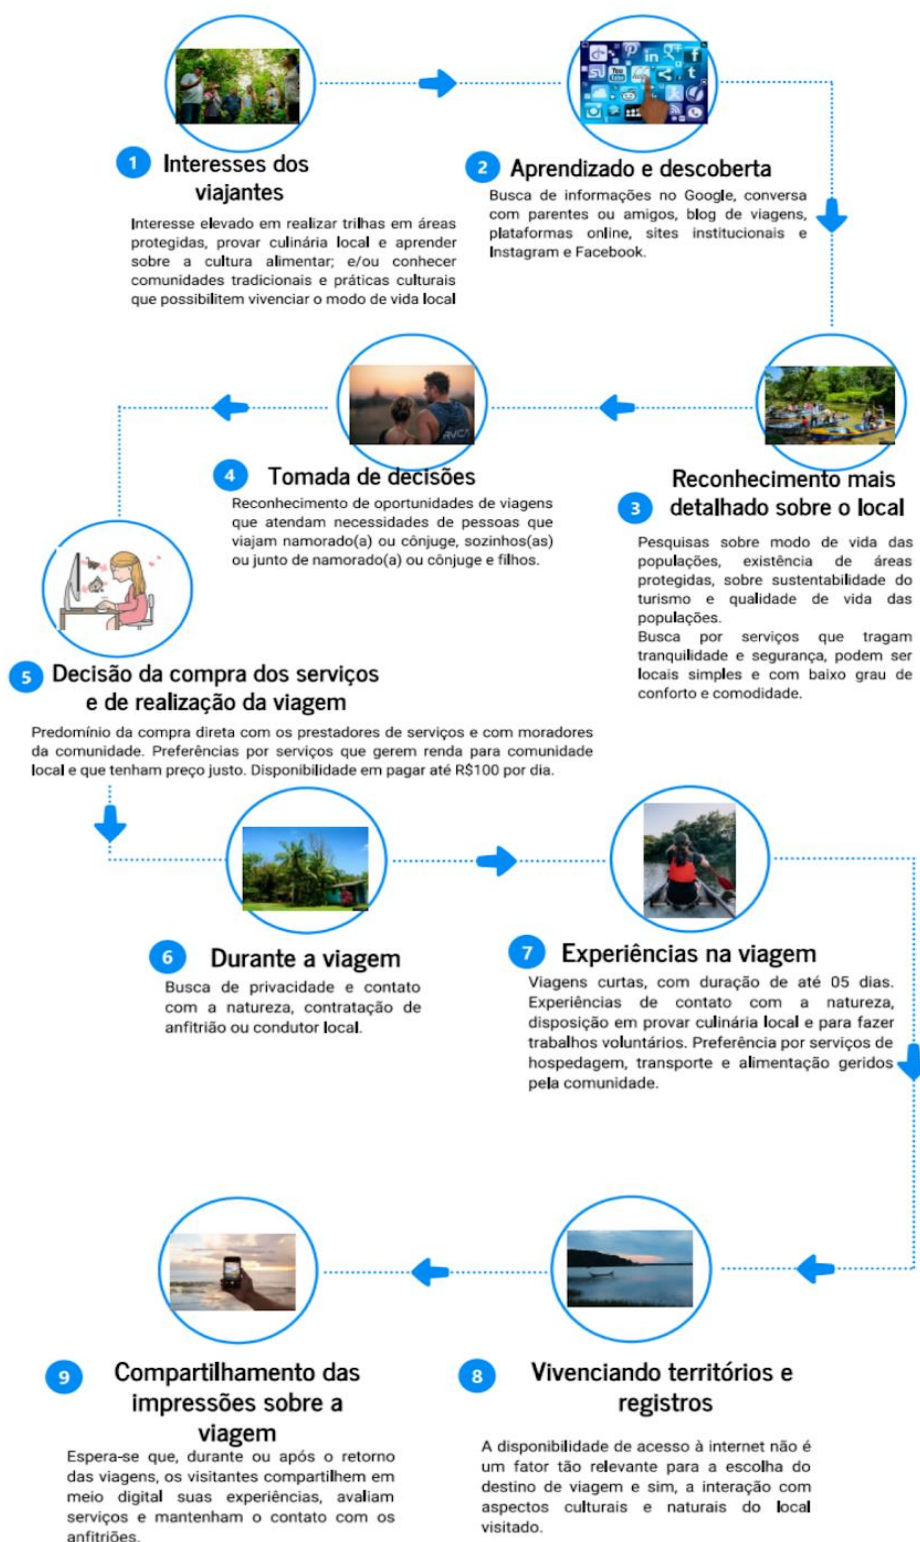 1 Interesses dos
viajantes
Interesse elevado em realizar trilhas em áreas
protegidas, provar culinária local e aprender
sobre a cultura alimentar; e/ou conhecer
comunidades tradicionais e práticas culturais
que possibilitem vivenciar o modo de vida local
2 Aprendizado e descoberta
Busca de informações no Google, conversa
com parentes ou amigos, blog de viagens,
plataformas online, sites institucionais e
Instagram e Facebook.
Reconhecimento mais
3 detalhado sobre o local
Pesquisas sobre modo de vida das
populações, existência de áreas
protegidas, sobre sustentabilidade do
turismo e qualidade de vida das
populações.
Busca por serviços que tragam
tranquilidade e segurança, podem ser
locais simples e com baixo grau de
conforto e comodidade.
4 Tomada de decisões
Reconhecimento de oportunidades de viagens
que atendam necessidades de pessoas que
viajam namorado(a) ou cônjuge, sozinhos(as)
ou junto de namorado(a) ou cônjuge e filhos.
5 Decisão da compra dos serviços
e de realização da viagem
Predomínio da compra direta com os prestadores de serviços e com moradores
da comunidade. Preferências por serviços que gerem renda para comunidade
local e que tenham preço justo. Disponibilidade em pagar até R$100 por dia.
6 Durante a viagem
Busca de privacidade e contato
com a natureza, contratação de
anfitrião ou condutor local.
7 Experiências na viagem
Viagens curtas, com duração de até 05 dias.
Experiências de contato com a natureza,
disposição em provar culinária local e para fazer
trabalhos voluntários. Preferência por serviços de
hospedagem, transporte e alimentação geridos
pela comunidade.
8 Vivenciando territórios e
registros
A disponibilidade de acesso à internet não é
um fator tão relevante para a escolha do
destino de viagem e sim, a interação com
aspectos culturais e naturais do local
visitado.
9 Compartilhamento das
impressões sobre a
viagem
Espera-se que, durante ou após o retorno
das viagens, os visitantes compartilhem em
meio digital suas experiências, avaliam
serviços e mantenham o contato com os
anfitriões.